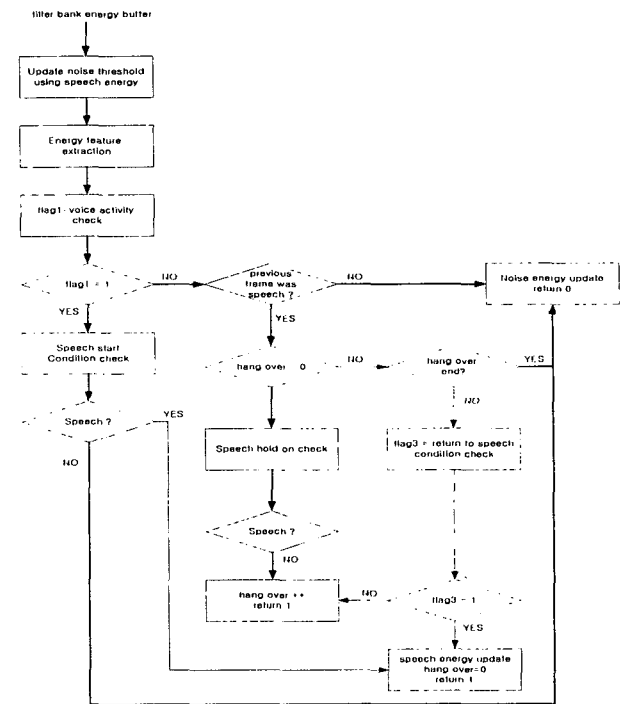 filter bank energy buffer
Update noise threshold
using speech energy
Energy feature
extraction
flag1- voice activity
check
flag1 = 1
NO
previous
frame was
speech ?
NO
Noise energy update
return 0
YES
YES
Speech start
Condition check
hang over = 0
NO
hang over
end?
YES
NO
Speech ?
YES
Speech hold on check
flag3 = return to speech
condition check
NO
Speech ?
NO
hang over ++
return 1
NO
flag3 = 1
YES
speech energy update
hang over=0
return 1